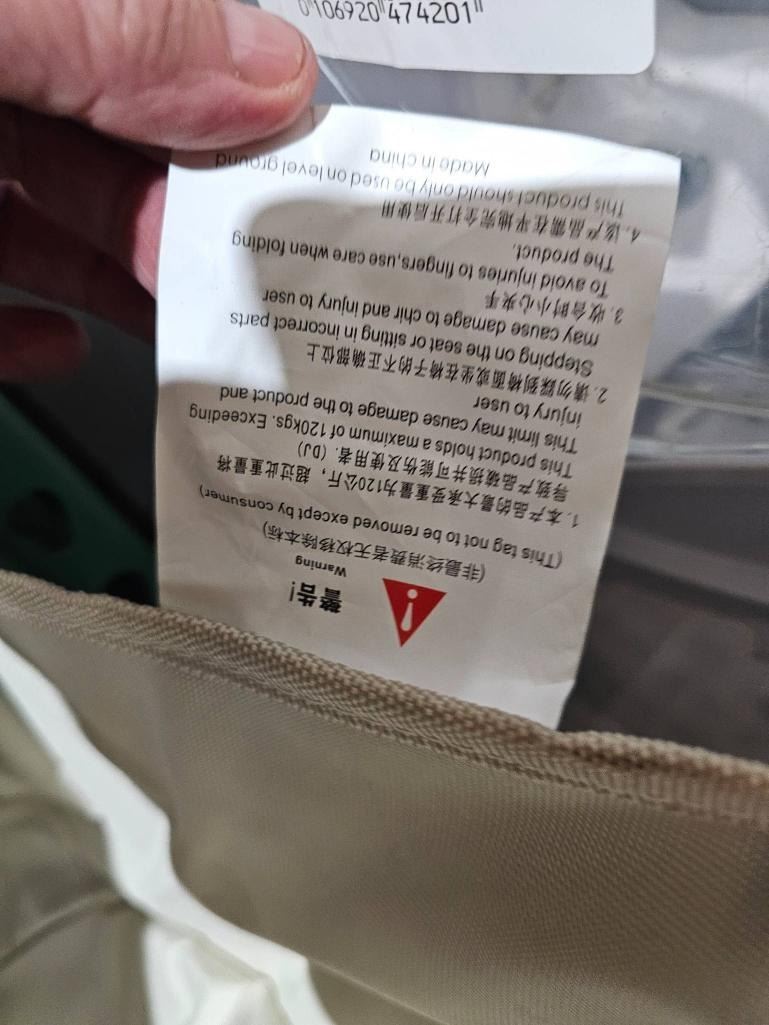 警告!
Warning
(非最终消费者无权移除本标)
(This tag not to be removed except by consumer)
1. 本产品的最大承受重量为120公斤，超过此重量将
导致产品破损并可能伤及使用者. (DJ)
This product holds a maximum of 120kgs. Exceeding
This limit may cause damage to the product and
injury to user
2. 请勿踩到椅面或坐在椅子的不正确部位上
Stepping on the seat or sitting in incorrect parts
may cause damage to chir and injury to user
3. 收合时小心夹手
To avoid injuries to fingers,use care when folding
The product.
4. 该产品需在平地完全打开后使用
This product should only be used on level ground
Made in china
0 106920 474201